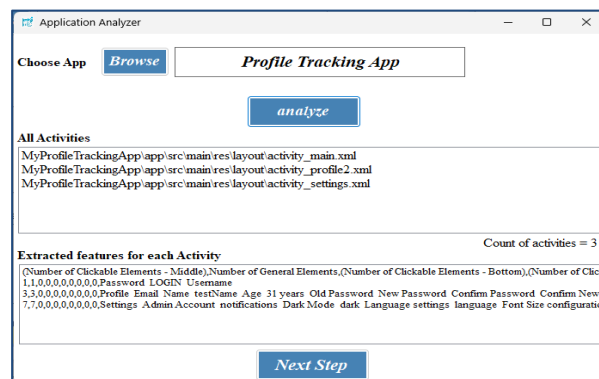 Application Analyzer
Choose App Browse Profile Tracking App
analyze
All Activities
MyProfileTrackingApp\app\src\main\res\layout\activity_main.xml
MyProfileTrackingApp\app\src\main\res\layout\activity_profile2.xml
MyProfileTrackingApp\app\src\main\res\layout\activity_settings.xml
Count of activities = 3
Extracted features for each Activity
(Number of Clickable Elements - Middle),Number of General Elements,(Number of Clickable Elements - Bottom),(Number of Clic
1,1,0,0,0,0,0,0,0,Password LOGIN Username
3,3,0,0,0,0,0,0,0,Profile Email Name testName Age 31 years Old Password New Password Confirm Password Confirm New
7,7,0,0,0,0,0,0,0,Settings Admin Account notifications Dark Mode dark Language settings language Font Size configuratio
Next Step